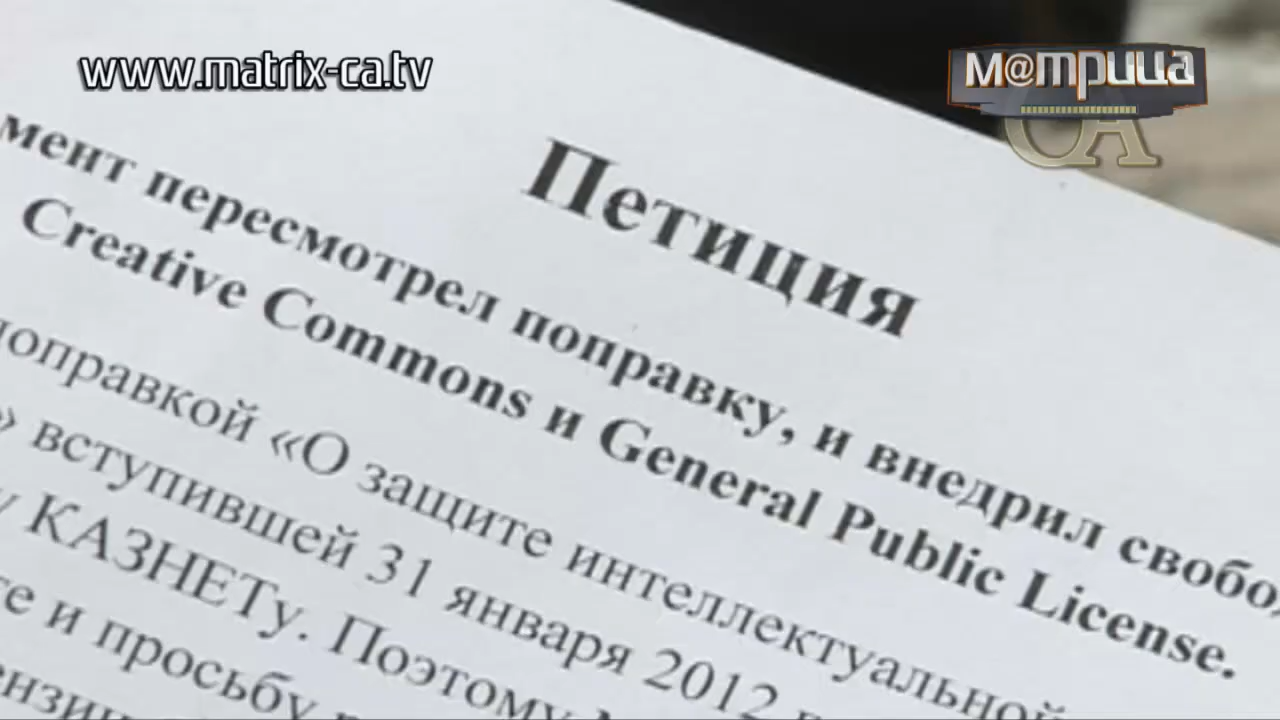 www.matrix-ca.tv
М@трица
CA
Петиция
мент пересмотрел поправку, и внедрил свобо
Creative Commons и General Public License.
поправкой «О защите интеллектуальной
» вступившей 31 января 2012
КАЗНЕТу. Поэтому
те и просьбу